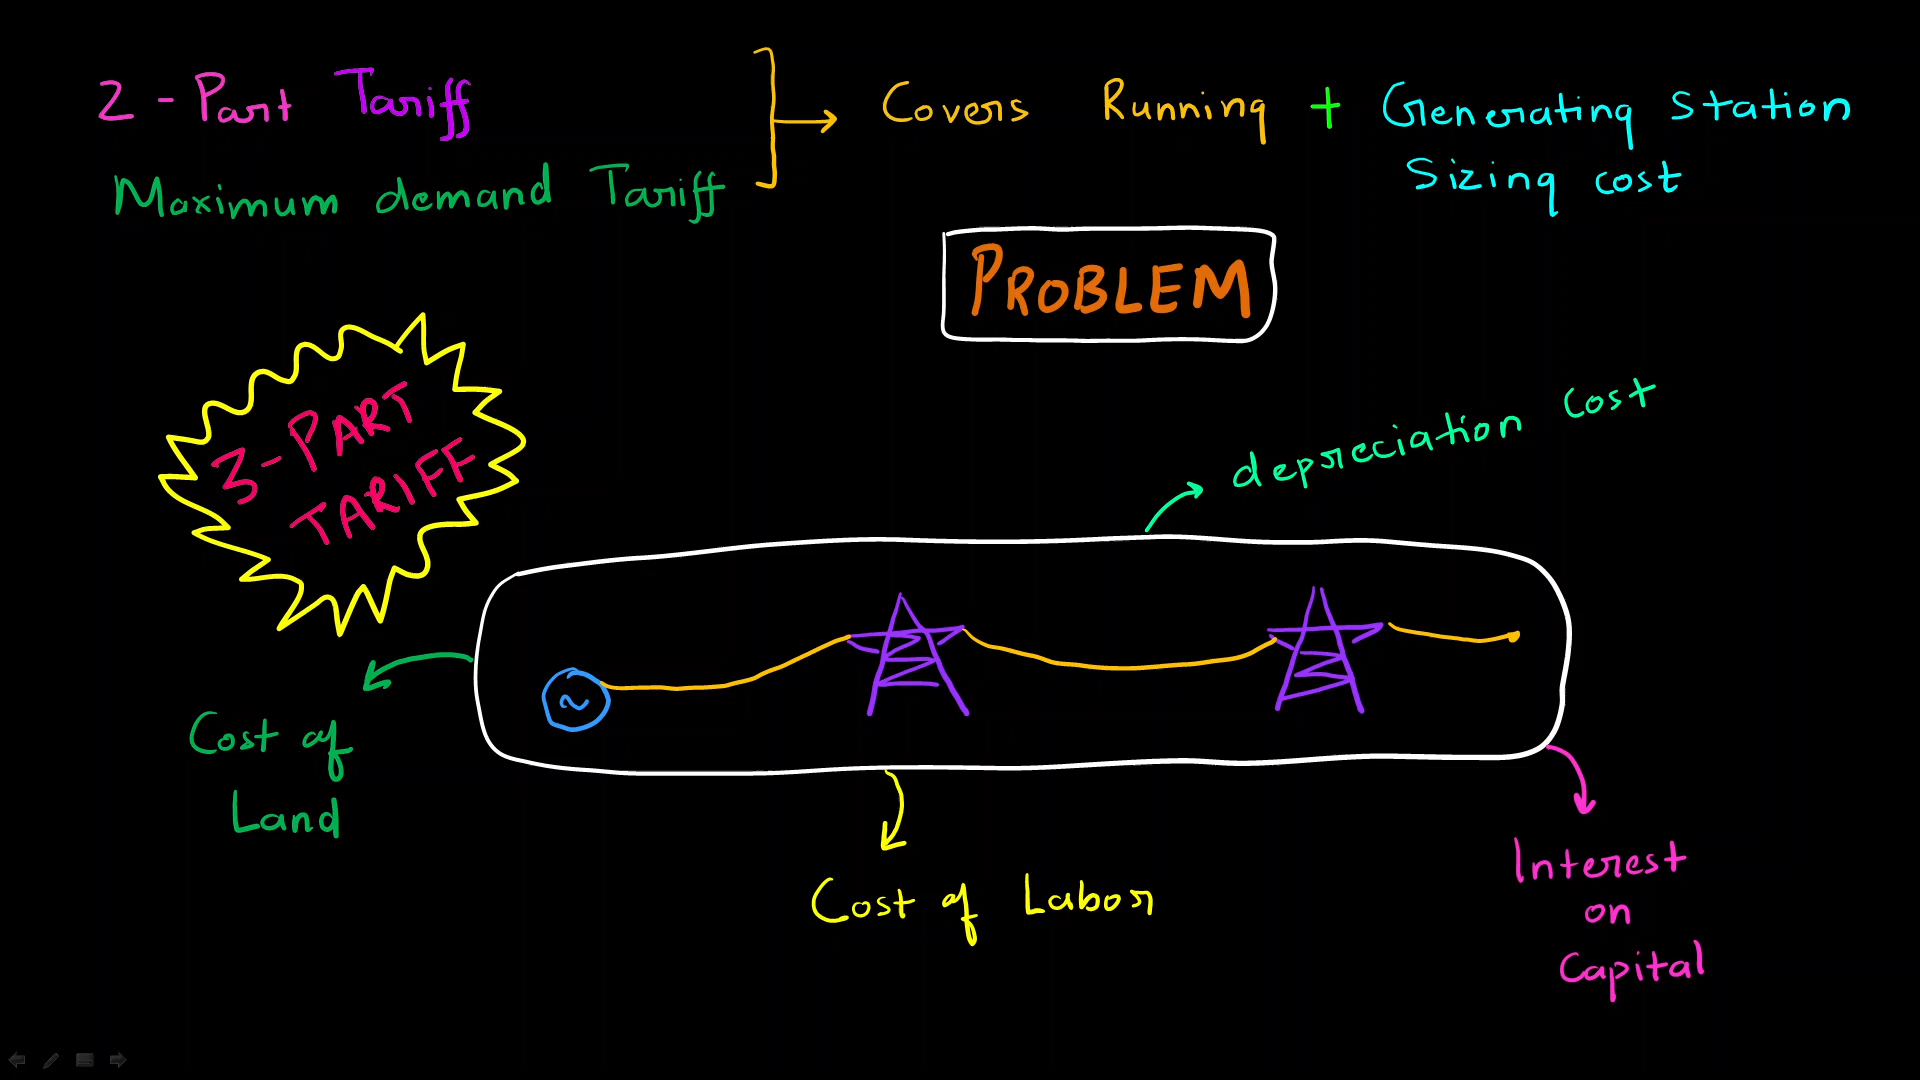 2 - Part Tariff
Maximum demand Tariff
Covers Running + Generating Station
Sizing cost
PROBLEM
3-PART
TARIFF
depreciation cost
~
Cost of
Land
Cost of Labor
Interest
on
Capital